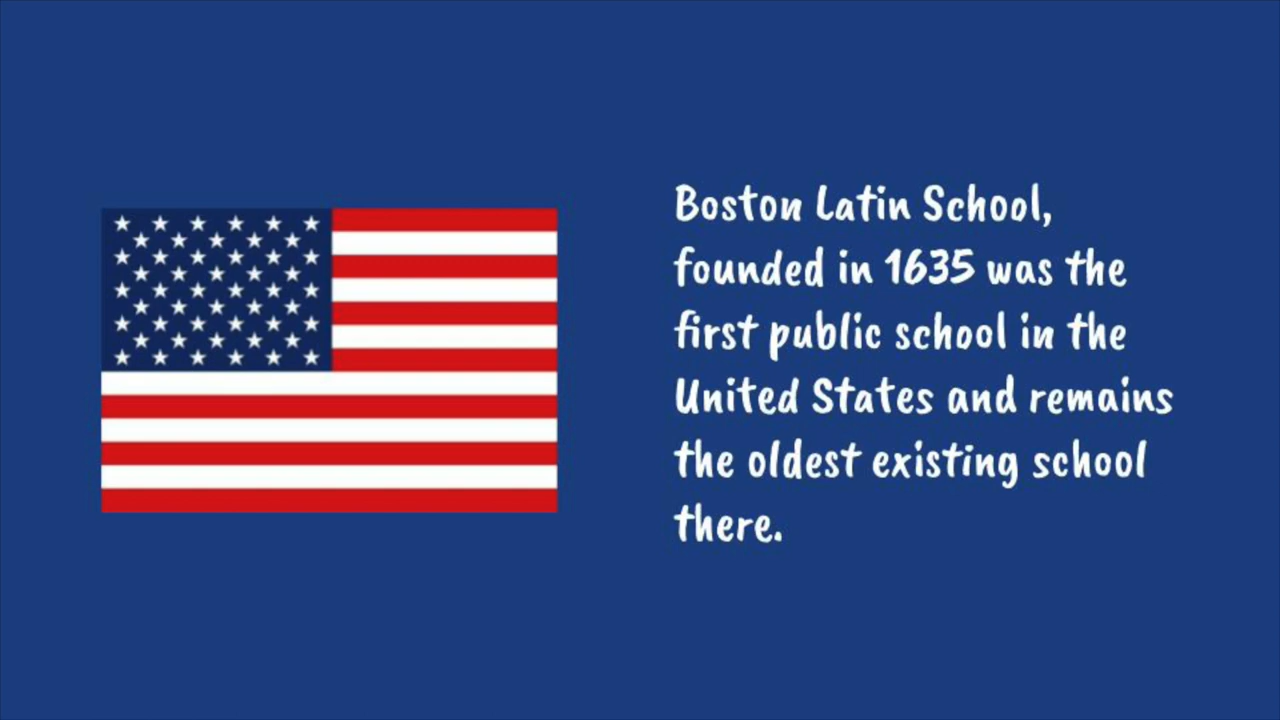 Boston Latin School,
founded in 1635 was the
first public school in the
United States and remains
the oldest existing school
there.